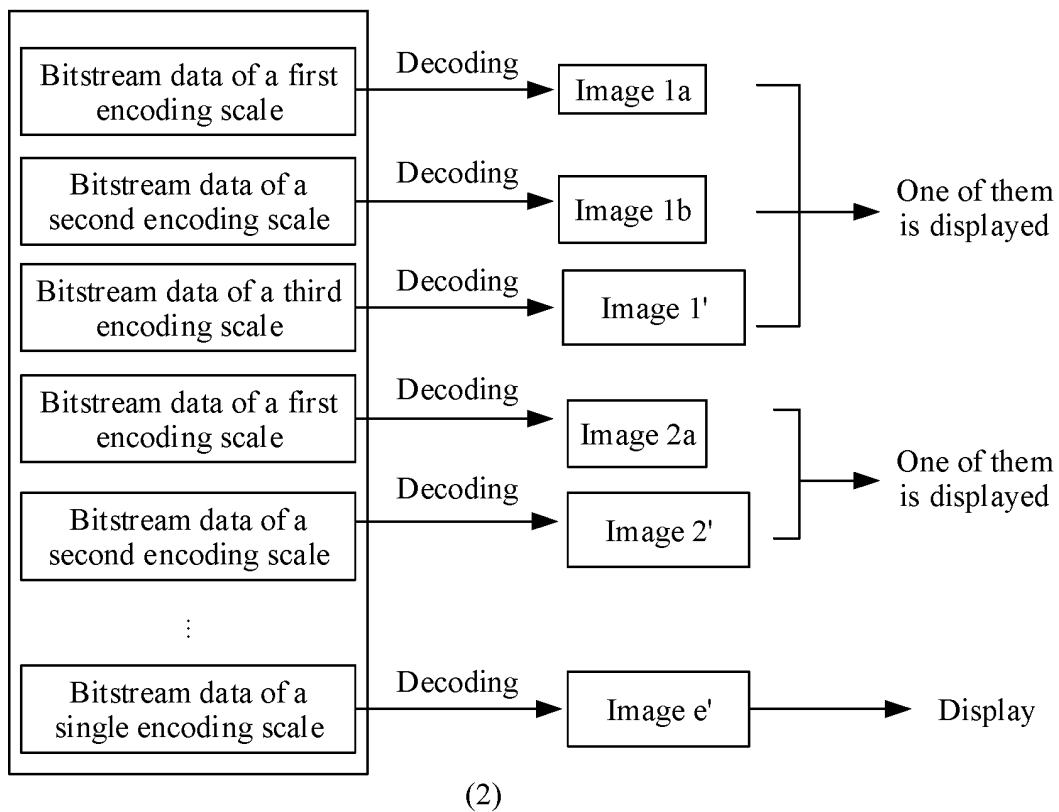 Bitstream data of a first
encoding scale
Decoding
Image 1a
Bitstream data of a
second encoding scale
Decoding
Image 1b
One of them
is displayed
Bitstream data of a third
encoding scale
Decoding
Image 1'
Bitstream data of a first
encoding scale
Decoding
Image 2a
One of them
is displayed
Bitstream data of a
second encoding scale
Decoding
Image 2'
⋮
Bitstream data of a
single encoding scale
Decoding
Image e'
Display
(2)